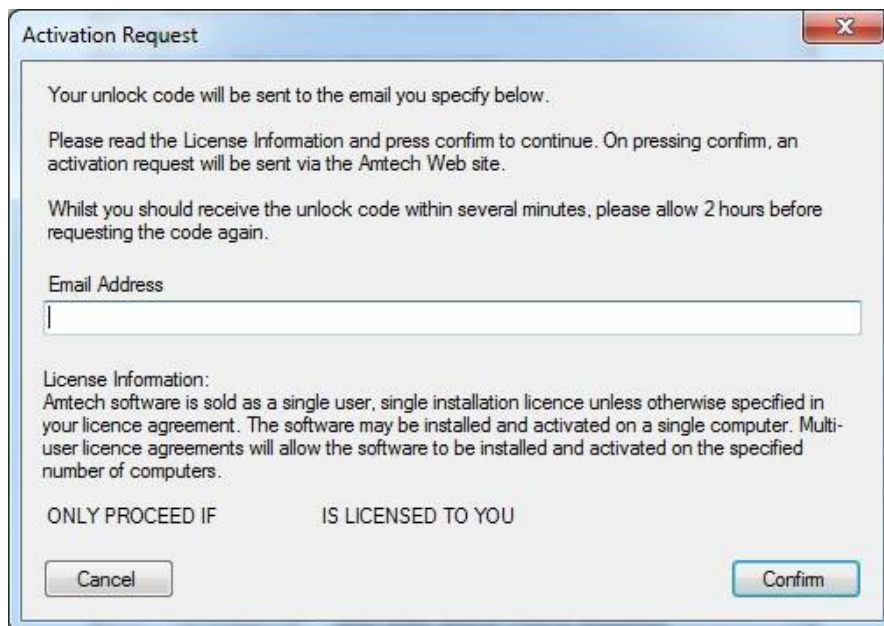 Activation Request
Your unlock code will be sent to the email you specify below.
Please read the License Information and press confirm to continue. On pressing confirm, an
activation request will be sent via the Amtech Web site.
Whilst you should receive the unlock code within several minutes, please allow 2 hours before
requesting the code again.
Email Address
License Information:
Amtech software is sold as a single user, single installation licence unless otherwise specified in
your licence agreement. The software may be installed and activated on a single computer. Multi-
user licence agreements will allow the software to be installed and activated on the specified
number of computers.
ONLY PROCEED IF IS LICENSED TO YOU
Cancel Confirm